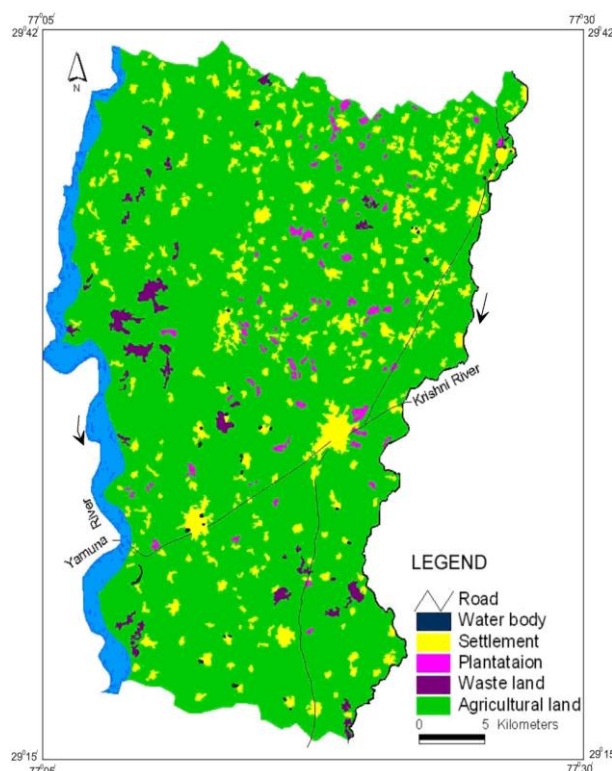 77°05 77°30
29°42 29°42
N
Krishni River
Yamuna River
LEGEND
Road
Water body
Settlement
Plantataion
Waste land
Agricultural land
0 5 Kilometers
29°15 29°15
77°05 77°30